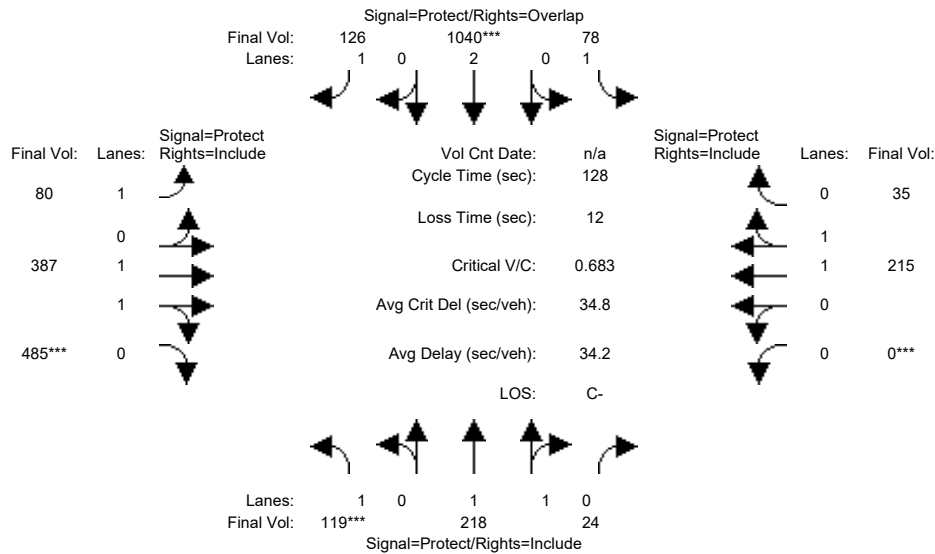 Signal=Protect/Rights=Overlap
Final Vol: 126 1040*** 78
Lanes: 1 0 2 0 1
Signal=Protect
Final Vol: Lanes: Rights=Include
Vol Cnt Date: n/a
Signal=Protect
Rights=Include Lanes: Final Vol:
Cycle Time (sec): 128
80 1
0 35
Loss Time (sec): 12
0
1
387 1
Critical V/C: 0.683
1 215
1
Avg Crit Del (sec/veh): 34.8
0
485*** 0
Avg Delay (sec/veh): 34.2
0 0***
LOS: C-
Lanes: 1 0 1 1 0
Final Vol: 119*** 218 24
Signal=Protect/Rights=Include